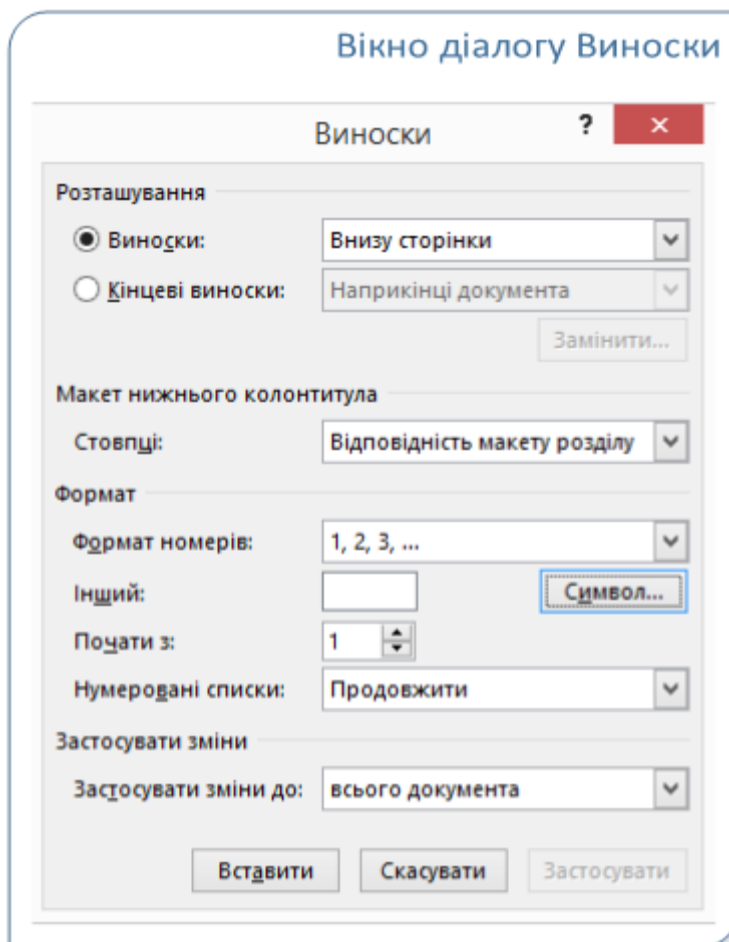 Вікно діалогу Виноски
Виноски ? ×
Розташування
Виноски: Внизу сторінки
Кінцеві виноски: Наприкінці документа
Замінити...
Макет нижнього колонтитула
Стовпці: Відповідність макету розділу
Формат
Формат номерів: 1, 2, 3, ...
Інший: Символ...
Почати з: 1
Нумеровані списки: Продовжити
Застосувати зміни
Застосувати зміни до: всього документа
Вставити Скасувати Застосувати